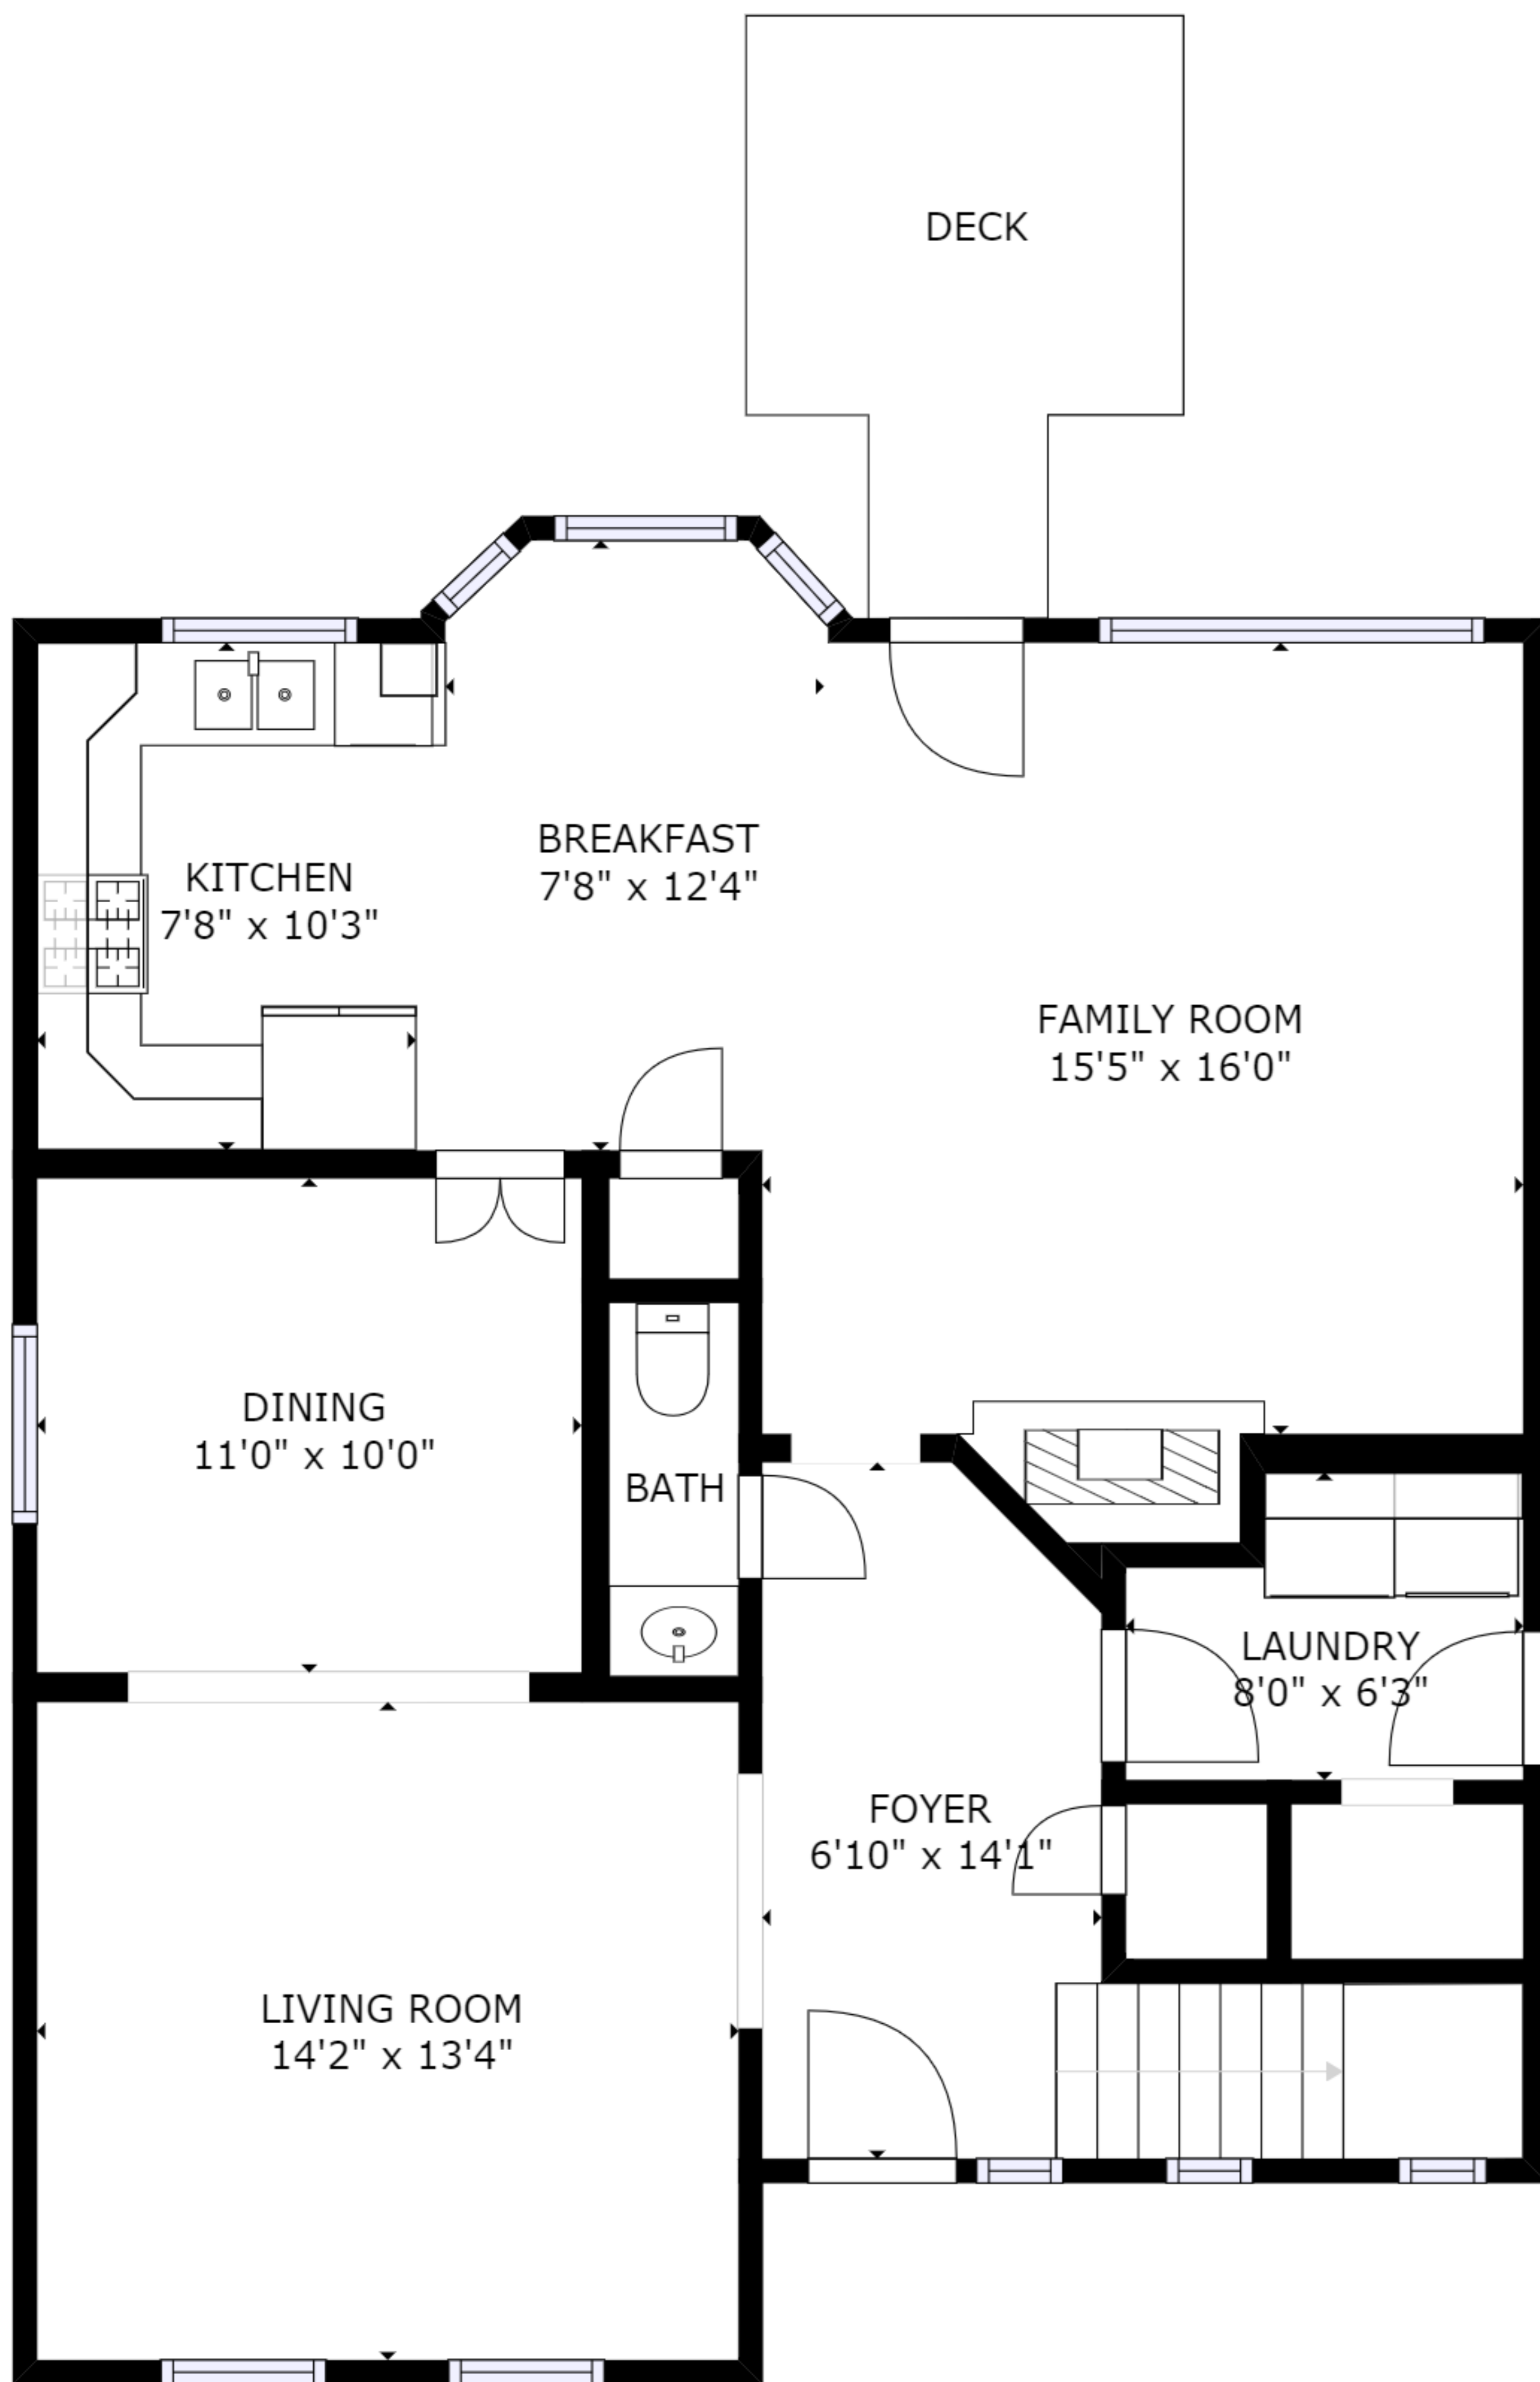 DECK
BREAKFAST
7'8" x 12'4"
KITCHEN
7'8" x 10'3"
FAMILY ROOM
15'5" x 16'0"
DINING
11'0" x 10'0"
BATH
LAUNDRY
8'0" x 6'3"
FOYER
6'10" x 14'1"
LIVING ROOM
14'2" x 13'4"